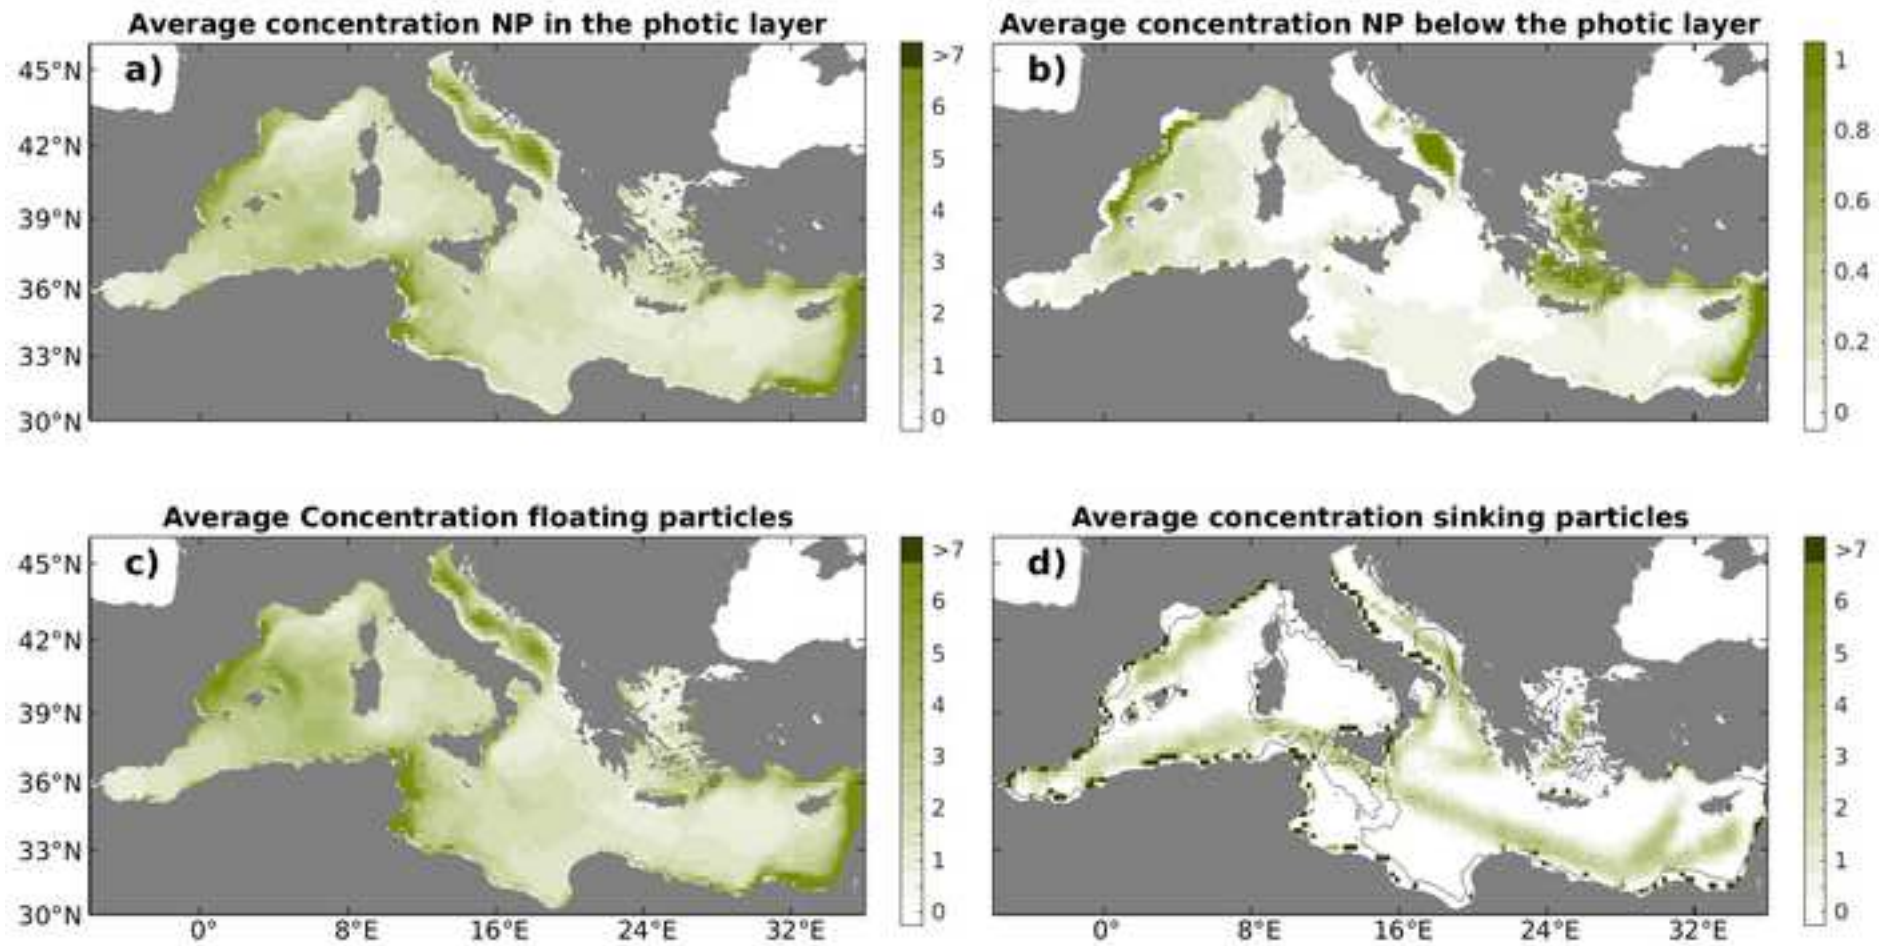 Average concentration NP in the photic layer
a)
45°N
42°N
39°N
36°N
33°N
30°N
>7
6
5
4
3
2
1
0
Average concentration NP below the photic layer
b)
1
0.8
0.6
0.4
0.2
0
Average Concentration floating particles
c)
45°N
42°N
39°N
36°N
33°N
30°N
0°
8°E
16°E
24°E
32°E
>7
6
5
4
3
2
1
0
Average concentration sinking particles
d)
0°
8°E
16°E
24°E
32°E
>7
6
5
4
3
2
1
0